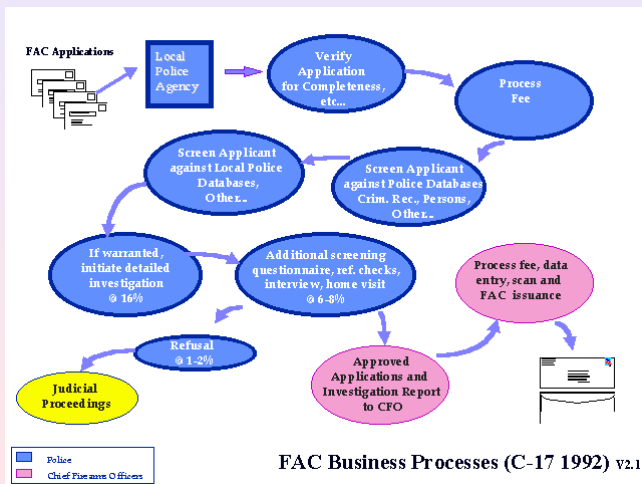 FAC Applications
Local
Police
Agency
Verify
Application
for Completeness,
etc...
Process
Fee
Screen Applicant
against Police Databases
Crim. Rec., Persons,
Other...
Screen Applicant
against Local Police
Databases,
Other...
If warranted,
initiate detailed
investigation
@ 16%
Additional screening
questionnaire, ref. checks,
interview, home visit
@ 6-8%
Refusal
@ 1-2%
Judicial
Proceedings
Approved
Applications and
Investigation Report
to CFO
Process fee, data
entry, scan and
FAC issuance
Police
Chief Firearms Officers
FAC Business Processes (C-17 1992) V2.1